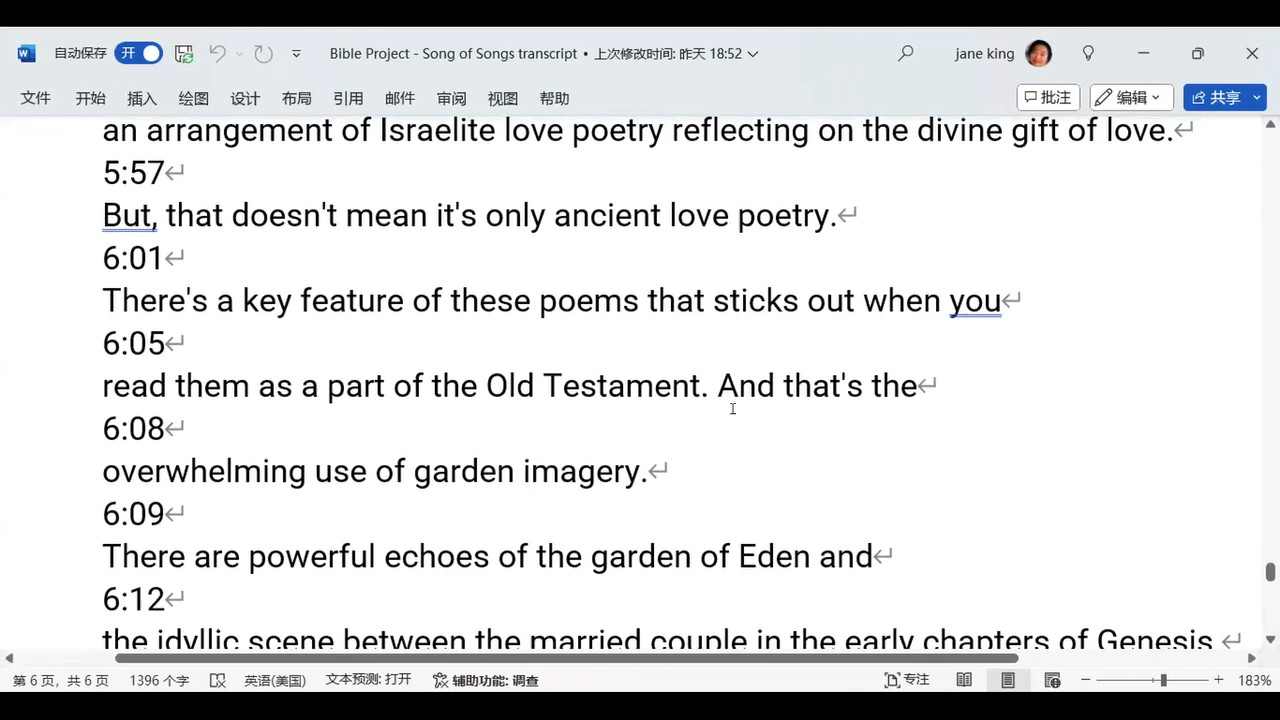 自动保存 开 Bible Project - Song of Songs transcript • 上次修改时间: 昨天 18:52 jane king
文件 开始 插入 绘图 设计 布局 引用 邮件 审阅 视图 帮助 批注 编辑 共享
an arrangement of Israelite love poetry reflecting on the divine gift of love.
5:57
But, that doesn't mean it's only ancient love poetry.
6:01
There's a key feature of these poems that sticks out when you
6:05
read them as a part of the Old Testament. And that's the
6:08
overwhelming use of garden imagery.
6:09
There are powerful echoes of the garden of Eden and
6:12
the idyllic scene between the married couple in the early chapters of Genesis
第 6 页, 共 6 页 1396 个字 英语(美国) 文本预测: 打开 辅助功能: 调查 专注 183%